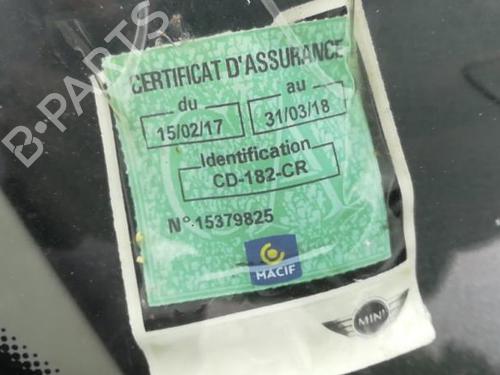 B-PARTS
CERTIFICAT D'ASSURANCE
du au
15/02/17 31/03/18
Identification
CD-182-CR
N° 15379825
MACIF
MINI